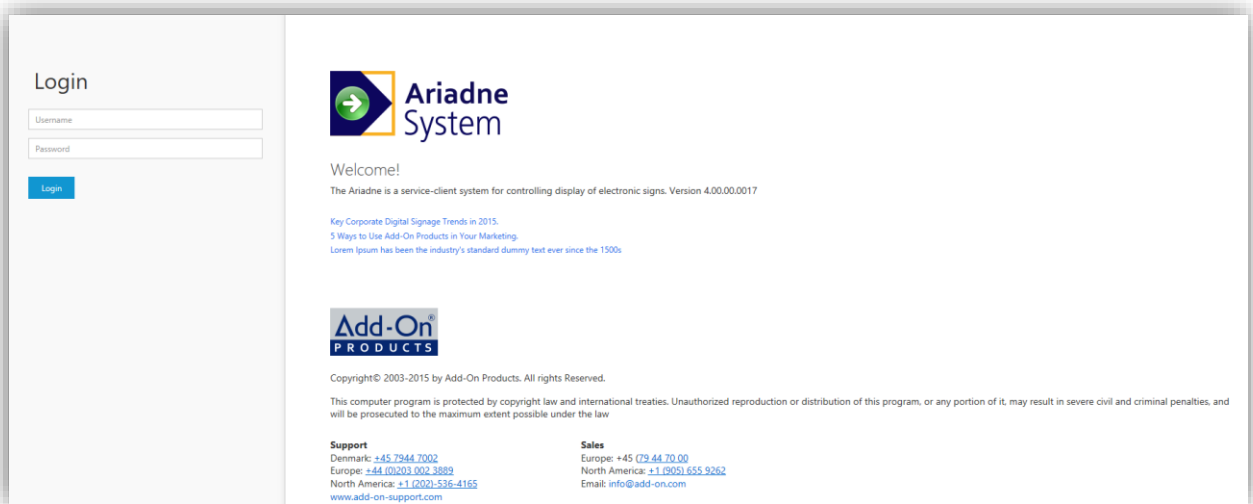 Login
Username
Password
Login
Ariadne
System
Welcome!
The Ariadne is a service-client system for controlling display of electronic signs. Version 4.00.00.0017
Key Corporate Digital Signage Trends in 2015.
5 Ways to Use Add-On Products in Your Marketing.
Lorem Ipsum has been the industry's standard dummy text ever since the 1500s
Add-On®
PRODUCTS
Copyright© 2003-2015 by Add-On Products. All rights Reserved.
This computer program is protected by copyright law and international treaties. Unauthorized reproduction or distribution of this program, or any portion of it, may result in severe civil and criminal penalties, and
will be prosecuted to the maximum extent possible under the law
Support
Denmark: +45 7944 7002
Europe: +44 (0)203 002 3889
North America: +1 (202)-536-4165
www.add-on-support.com
Sales
Europe: +45 (79 44 70 00
North America: +1 (905) 655 9262
Email: info@add-on.com